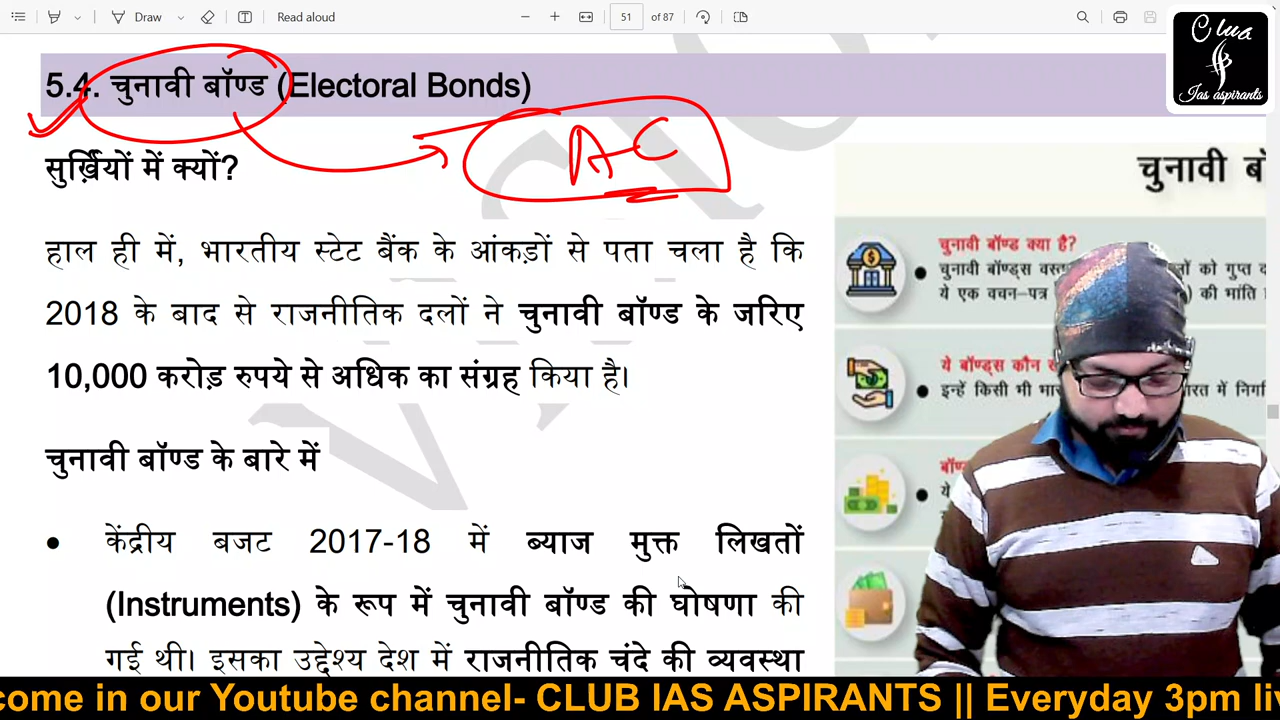 Draw
Read aloud
51
of 87
Clua
Ias aspirants
5.4. चुनावी बॉण्ड (Electoral Bonds)
A C
सुर्ख़ियों में क्यों?
हाल ही में, भारतीय स्टेट बैंक के आंकड़ों से पता चला है कि
2018 के बाद से राजनीतिक दलों ने चुनावी बॉण्ड के जरिए
10,000 करोड़ रुपये से अधिक का संग्रह किया है।
चुनावी बॉण्ड के बारे में
केंद्रीय बजट 2017-18 में ब्याज मुक्त लिखतों
(Instruments) के रूप में चुनावी बॉण्ड की घोषणा की
गई थी। इसका उद्देश्य देश में राजनीतिक चंदे की व्यवस्था
चुनावी
चुनावी बॉण्ड क्या है?
चुनावी बॉण्ड्स
को गुप्त
ये एक वचन-पत्र
की भांति
ये बॉण्ड्स कौन
इन्हें किसी भी
में
ये
come in our Youtube channel- CLUB IAS ASPIRANTS || Everyday 3pm li